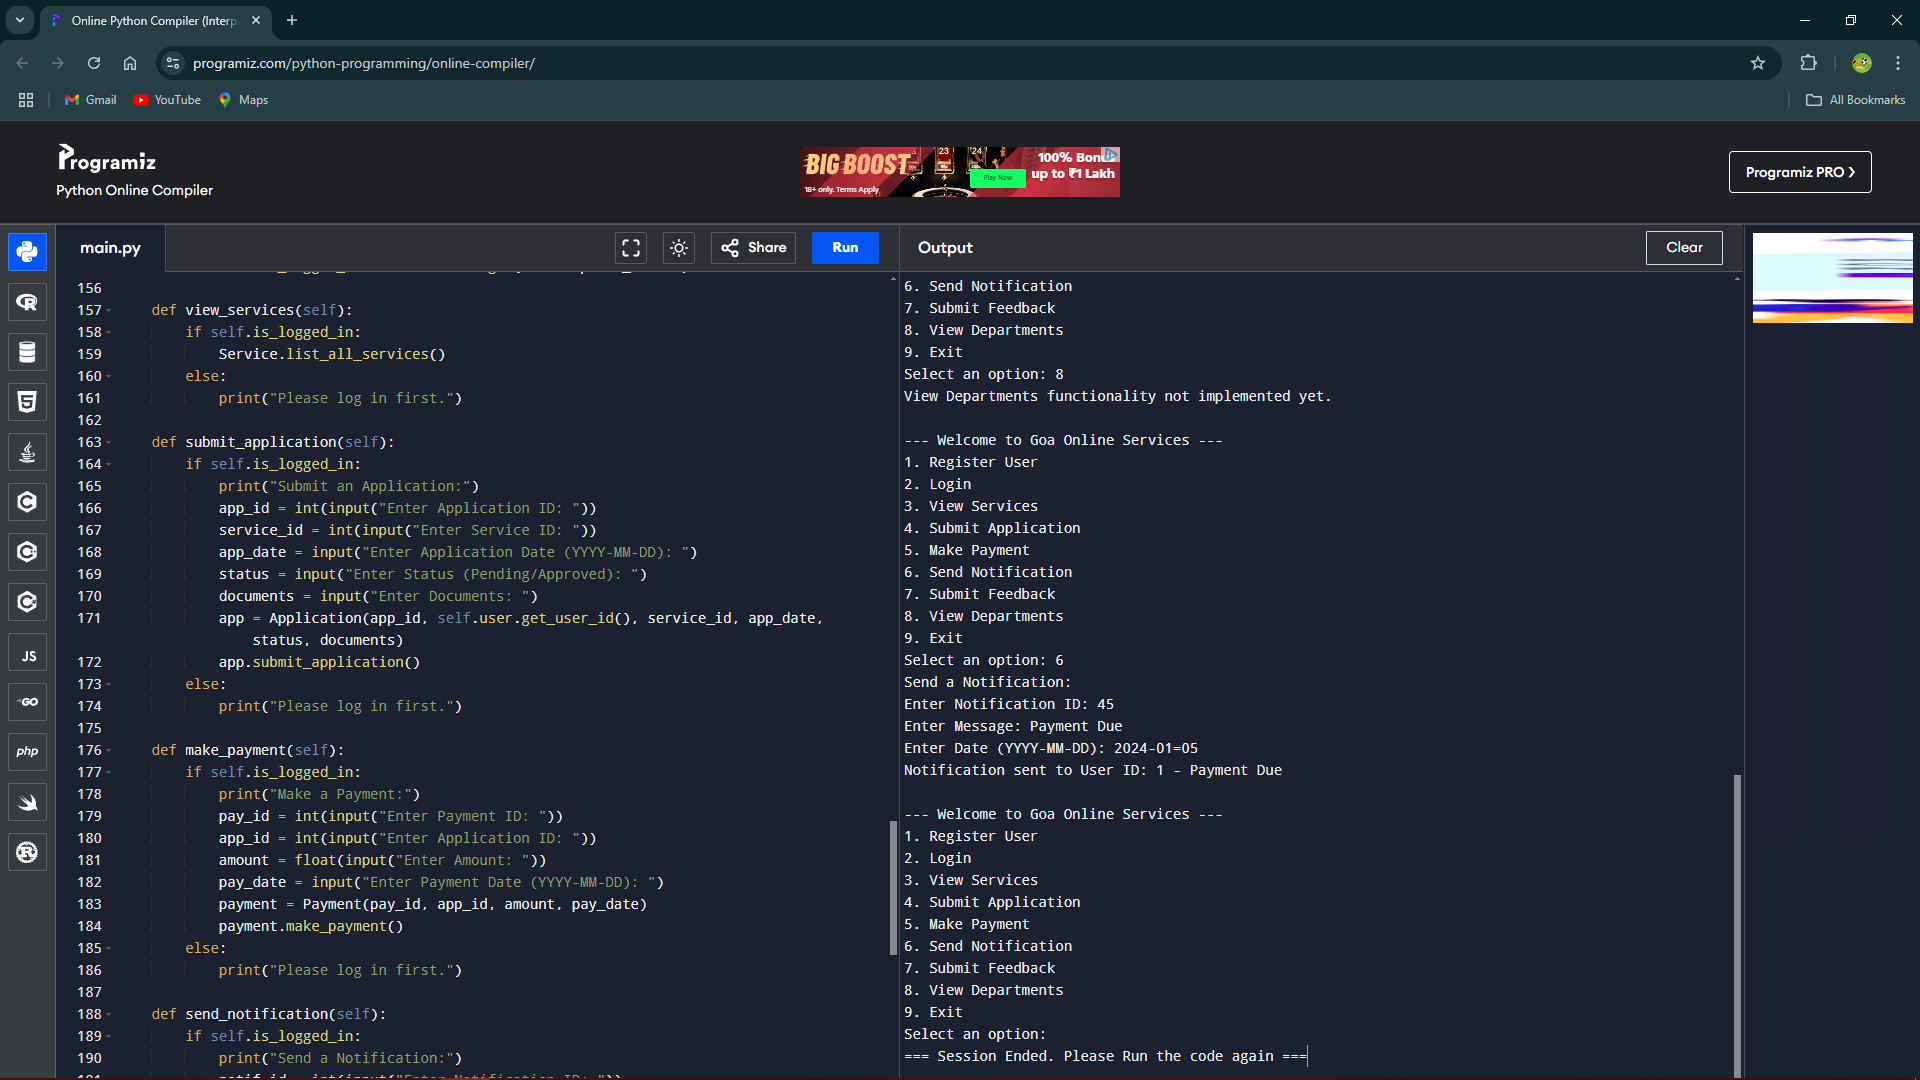 Online Python Compiler (Interp
programiz.com/python-programming/online-compiler/
Gmail
YouTube
Maps
All Bookmarks
Programiz
Python Online Compiler
BIG BOOST
18+ only. Terms Apply
23
24
Play Now
100% Bonu
up to ₹1 Lakh
Programiz PRO ❯
main.py
Share
Run
Output
Clear
JS
GO
php
156
157 def view_services(self):
158 if self.is_logged_in:
159 Service.list_all_services()
160 else:
161 print("Please log in first.")
162
163 def submit_application(self):
164 if self.is_logged_in:
165 print("Submit an Application:")
166 app_id = int(input("Enter Application ID: "))
167 service_id = int(input("Enter Service ID: "))
168 app_date = input("Enter Application Date (YYYY-MM-DD): ")
169 status = input("Enter Status (Pending/Approved): ")
170 documents = input("Enter Documents: ")
171 app = Application(app_id, self.user.get_user_id(), service_id, app_date,
status, documents)
172 app.submit_application()
173 else:
174 print("Please log in first.")
175
176 def make_payment(self):
177 if self.is_logged_in:
178 print("Make a Payment:")
179 pay_id = int(input("Enter Payment ID: "))
180 app_id = int(input("Enter Application ID: "))
181 amount = float(input("Enter Amount: "))
182 pay_date = input("Enter Payment Date (YYYY-MM-DD): ")
183 payment = Payment(pay_id, app_id, amount, pay_date)
184 payment.make_payment()
185 else:
186 print("Please log in first.")
187
188 def send_notification(self):
189 if self.is_logged_in:
190 print("Send a Notification:")
6. Send Notification
7. Submit Feedback
8. View Departments
9. Exit
Select an option: 8
View Departments functionality not implemented yet.
--- Welcome to Goa Online Services ---
1. Register User
2. Login
3. View Services
4. Submit Application
5. Make Payment
6. Send Notification
7. Submit Feedback
8. View Departments
9. Exit
Select an option: 6
Send a Notification:
Enter Notification ID: 45
Enter Message: Payment Due
Enter Date (YYYY-MM-DD): 2024-01=05
Notification sent to User ID: 1 - Payment Due
--- Welcome to Goa Online Services ---
1. Register User
2. Login
3. View Services
4. Submit Application
5. Make Payment
6. Send Notification
7. Submit Feedback
8. View Departments
9. Exit
Select an option:
=== Session Ended. Please Run the code again ===